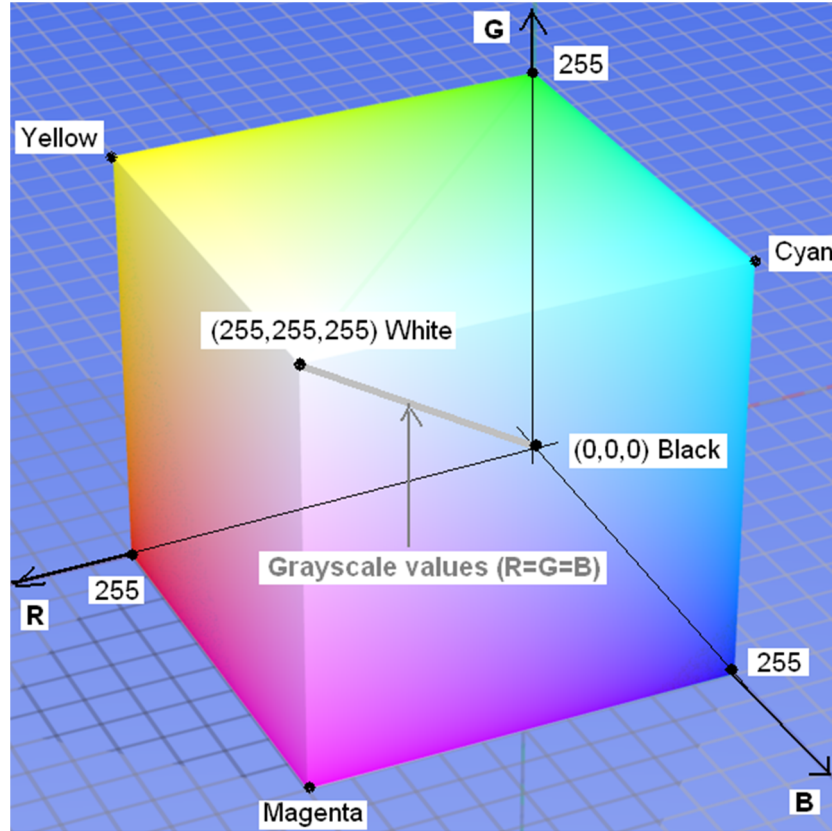 G
255
Yellow
Cyan
(255,255,255) White
(0,0,0) Black
Grayscale values (R=G=B)
255
R
255
B
Magenta